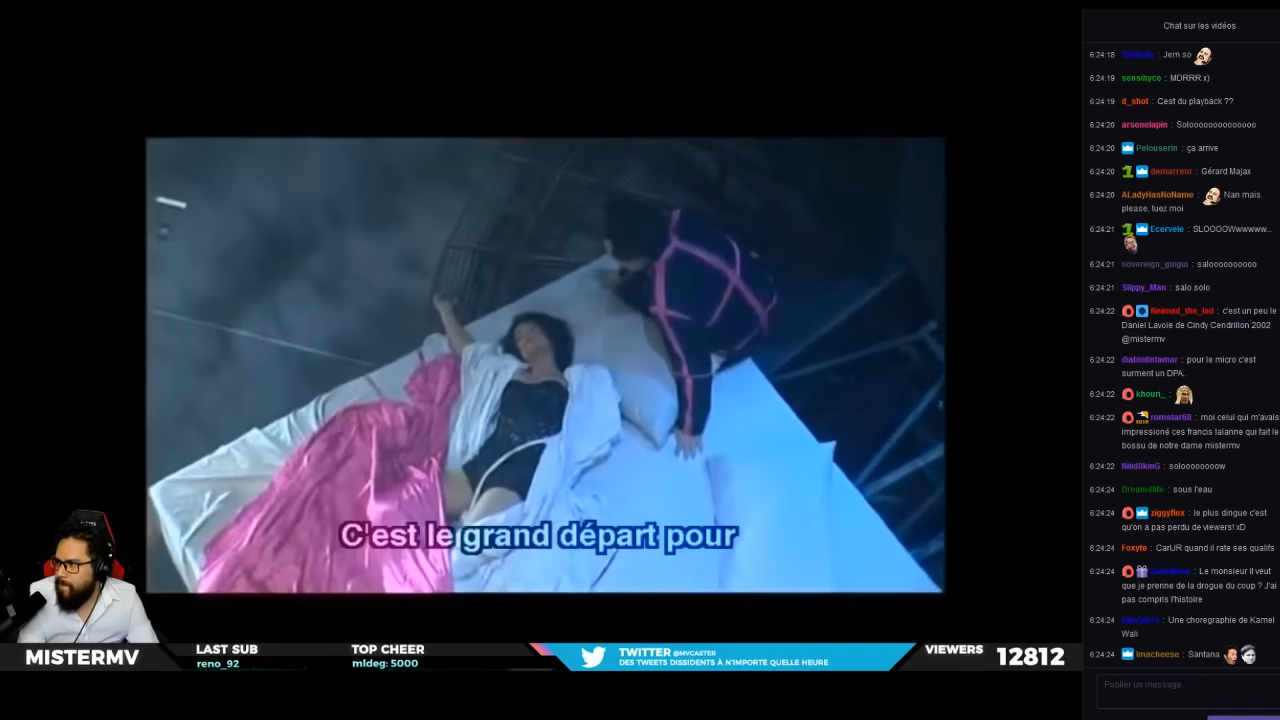 Chat sur les vidéos
6:24:18 : Jem so
6:24:19 sensihyce : MDRRR x)
6:24:19 d_shot : Cest du playback ??
6:24:20 arsenelapin : Solooooooooooooo
6:24:20 Pelouserin : ça arrive
6:24:20 demarreur : Gérard Majax
6:24:20 ALadyHasNoName : Nan mais
please, tuez moi
6:24:21 Ecervele : SLOOOOWwwwww...
6:24:21 sovereign_guigui : saloooooooooo
6:24:21 Slippy_Man : salo solo
6:24:22 Neimad_the_lad : c'est un peu le
Daniel Lavoie de Cindy Cendrillon 2002
@mistermv
6:24:22 diablotintamar : pour le micro c'est
surment un DPA..
6:24:22 khouri_ :
6:24:22 romstar68 : moi celui qui m'avais
impressioné ces francis lalanne qui fait le
bossu de notre dame mistermv
6:24:22 Nmd0kinG : soloooooooow
6:24:24 Dream4life : sous l'eau
6:24:24 ziggyflex : le plus dingue c'est
qu'on a pas perdu de viewers! xD
6:24:24 Foxyte : CarlJR quand il rate ses qualifs
6:24:24 : Le monsieur il veut
que je prenne de la drogue du coup ? J'ai
pas compris l'histoire
6:24:24 : Une choregraphie de Kamel
Wali
6:24:24 lmacheese : Santana
Publier un message
C'est le grand départ pour
MISTERMV
LAST SUB
reno_92
TOP CHEER
mldeg: 5000
TWITTER @MVCASTER
DES TWEETS DISSIDENTS À N'IMPORTE QUELLE HEURE
VIEWERS 12812